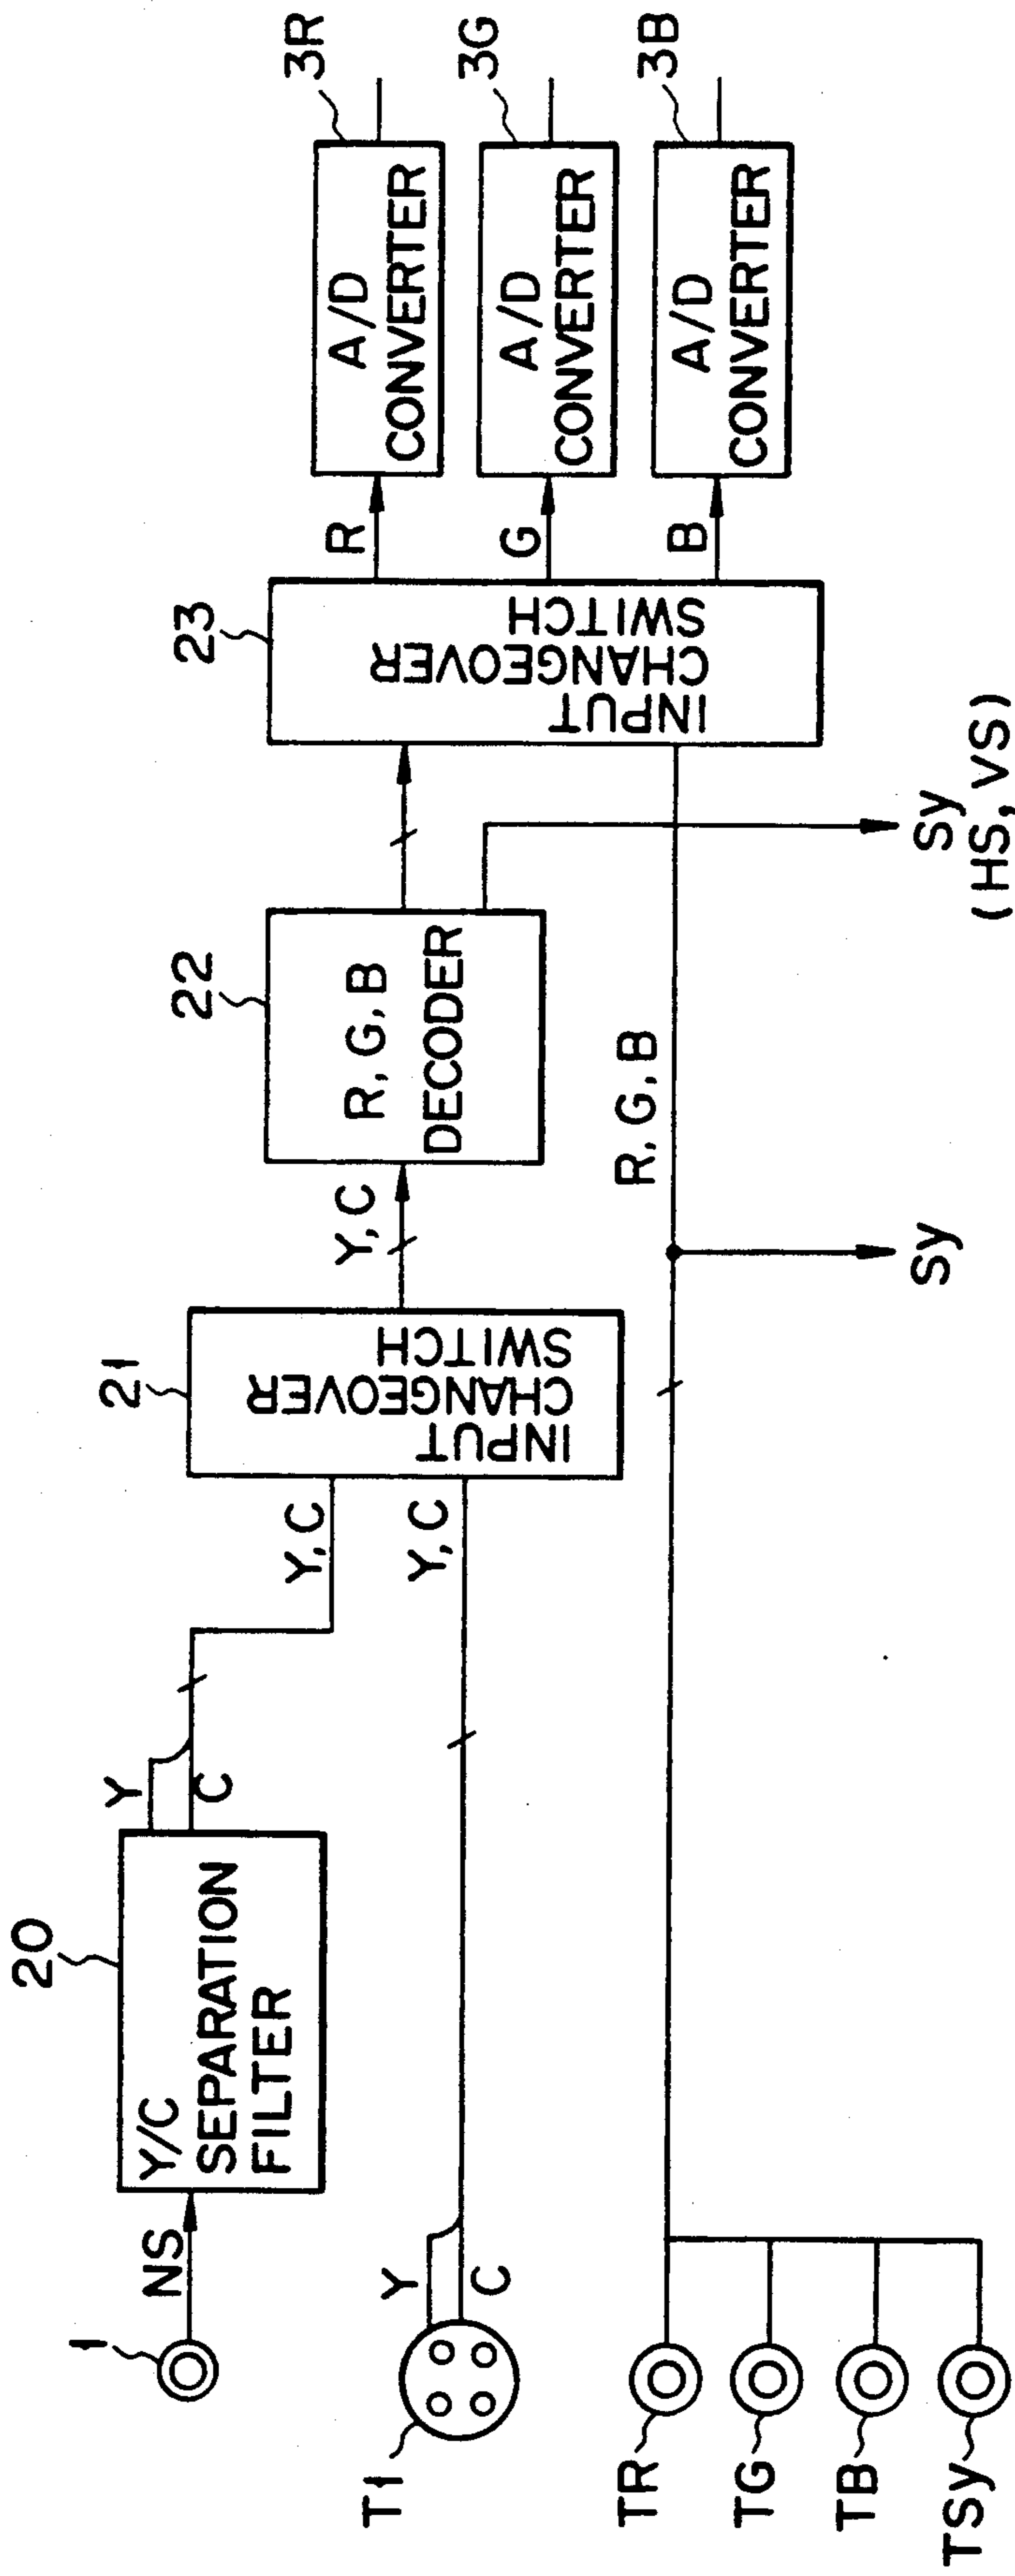 1
NS
20
Y/C
SEPARATION
FILTER
Y
C
Y, C
T1
Y
C
Y, C
21
INPUT
CHANGEOVER
SWITCH
Y, C
22
R, G, B
DECODER
Sy
(HS, VS)
TR
TG
TB
TSy
R, G, B
Sy
23
INPUT
CHANGEOVER
SWITCH
R
A/D
CONVERTER
3R
G
A/D
CONVERTER
3G
B
A/D
CONVERTER
3B